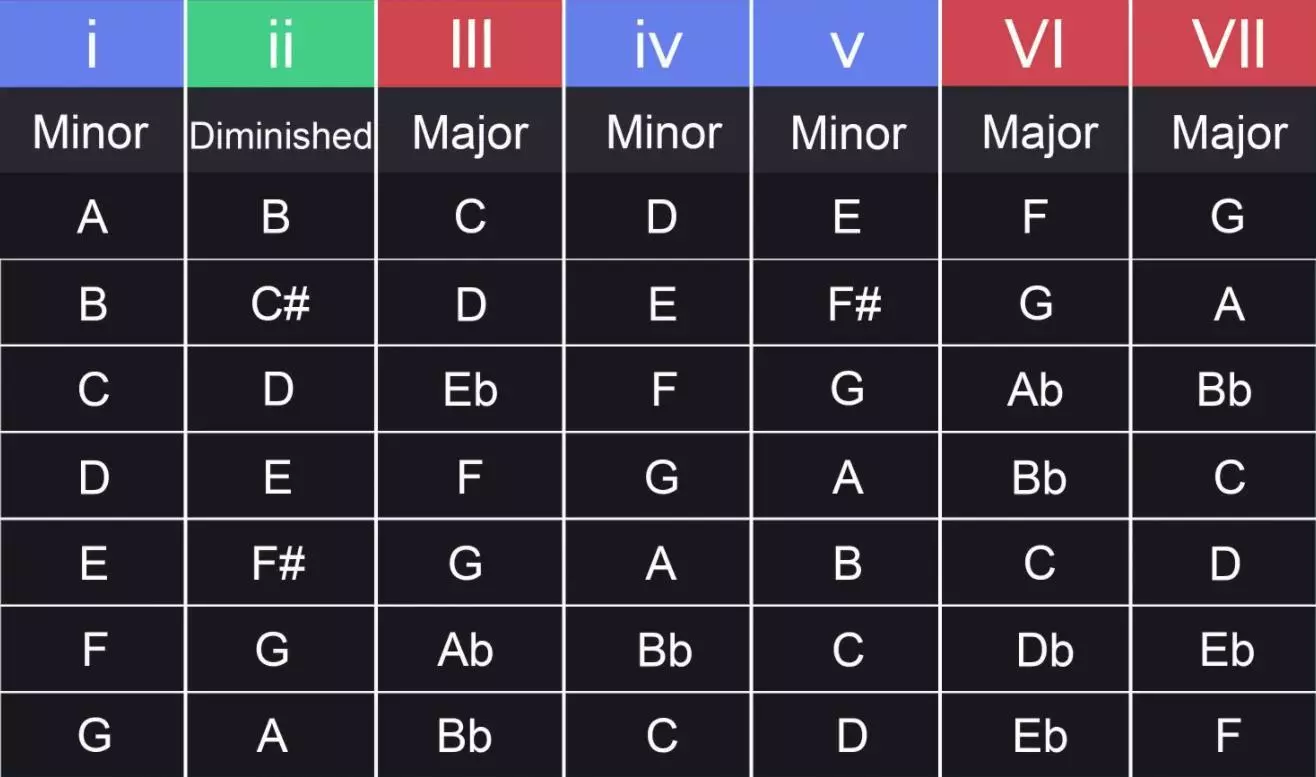 i ii III iv v VI VII
Minor Diminished Major Minor Minor Major Major
A B C D E F G
B C# D E F# G A
C D Eb F G Ab Bb
D E F G A Bb C
E F# G A B C D
F G Ab Bb C Db Eb
G A Bb C D Eb F